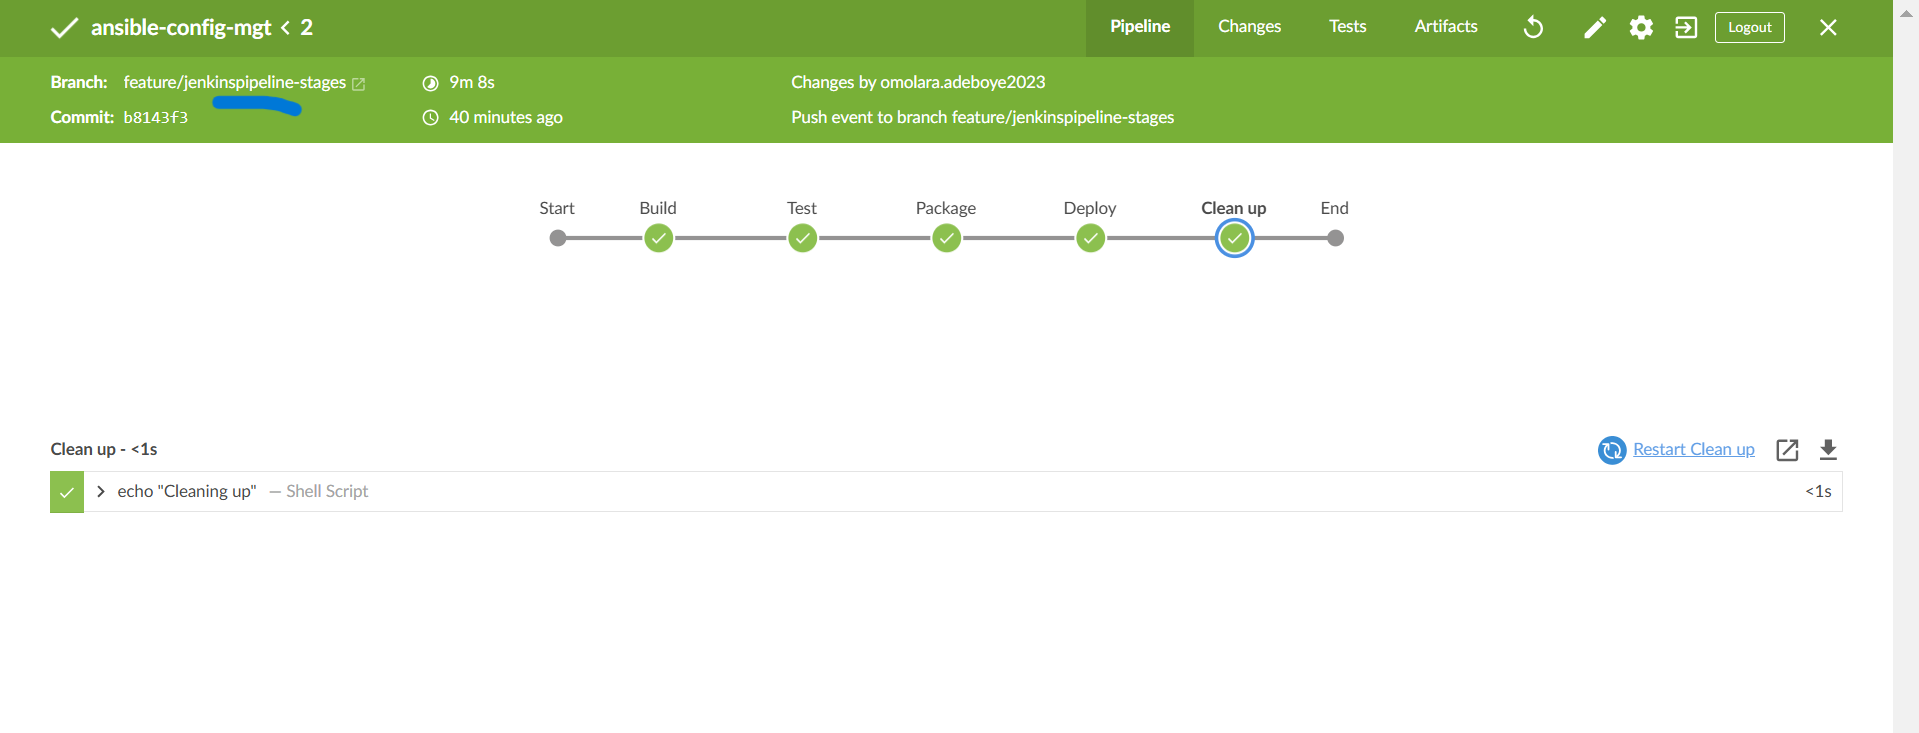 ansible-config-mgt < 2
Pipeline Changes Tests Artifacts Logout
Branch: feature/jenkinspipeline-stages 9m 8s Changes by omolara.adeboye2023
Commit: b8143f3 40 minutes ago Push event to branch feature/jenkinspipeline-stages
Start Build Test Package Deploy Clean up End
Clean up - <1s Restart Clean up
echo "Cleaning up" — Shell Script <1s